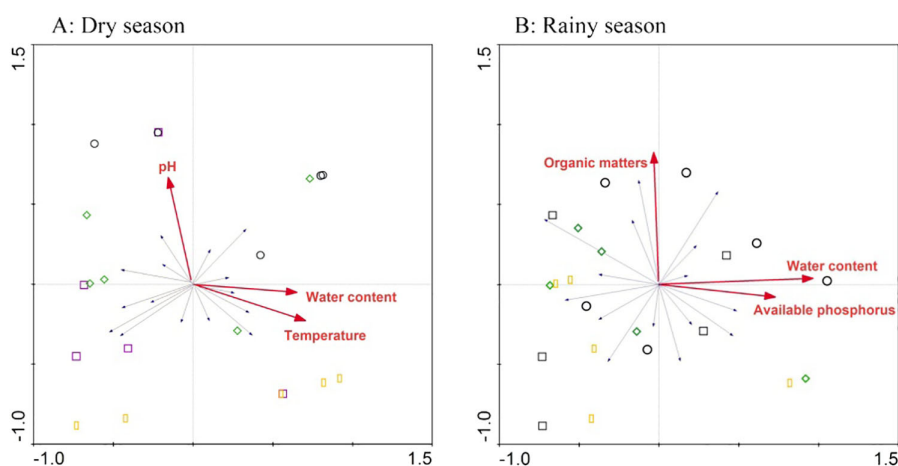 A: Dry season
B: Rainy season
1.5
1.5
pH
Organic matters
Water content
Water content
Temperature
Available phosphorus
-1.0
-1.0
-1.0
1.5
-1.0
1.5